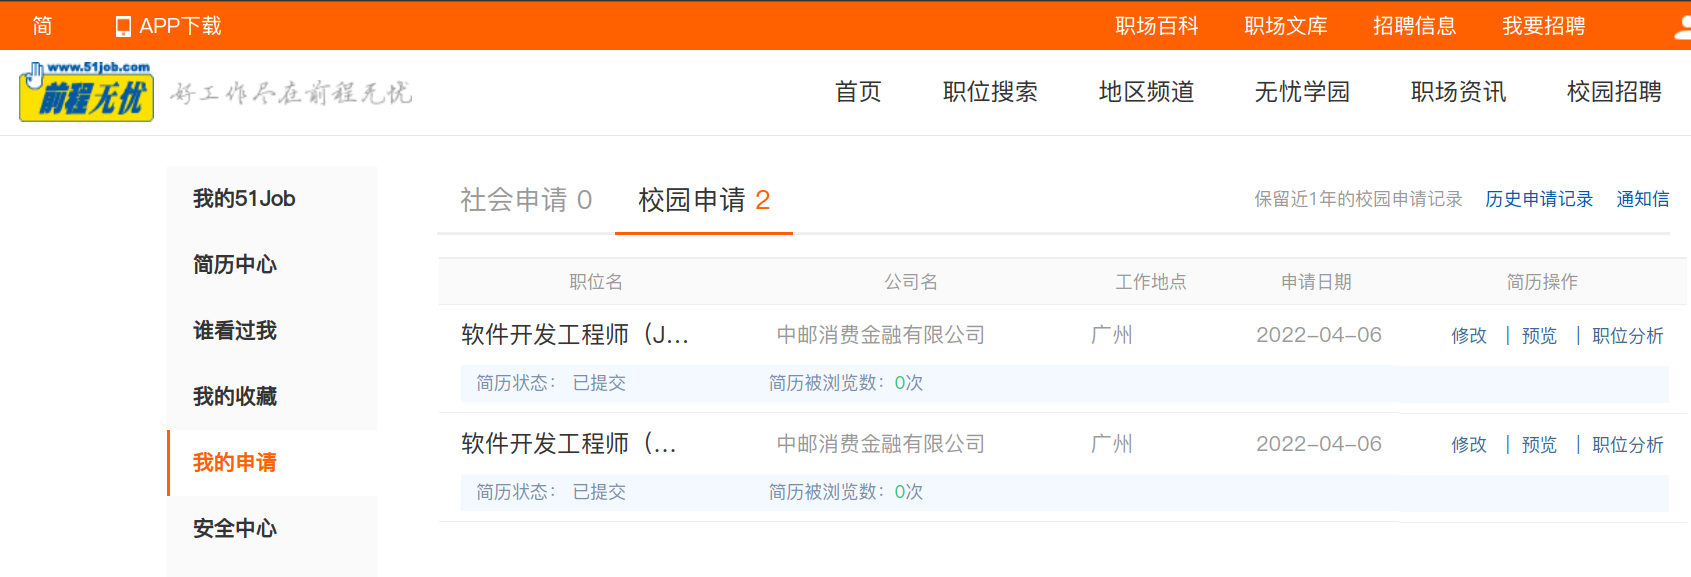 简 APP下载 职场百科 职场文库 招聘信息 我要招聘
www.51job.com
前程无忧 好工作尽在前程无忧 首页 职位搜索 地区频道 无忧学园 职场资讯 校园招聘
我的51Job
简历中心
谁看过我
我的收藏
我的申请
安全中心
社会申请 0 校园申请 2 保留近1年的校园申请记录 历史申请记录 通知信
职位名 公司名 工作地点 申请日期 简历操作
软件开发工程师（J... 中邮消费金融有限公司 广州 2022-04-06 修改 | 预览 | 职位分析
简历状态： 已提交 简历被浏览数：0次
软件开发工程师（... 中邮消费金融有限公司 广州 2022-04-06 修改 | 预览 | 职位分析
简历状态： 已提交 简历被浏览数：0次